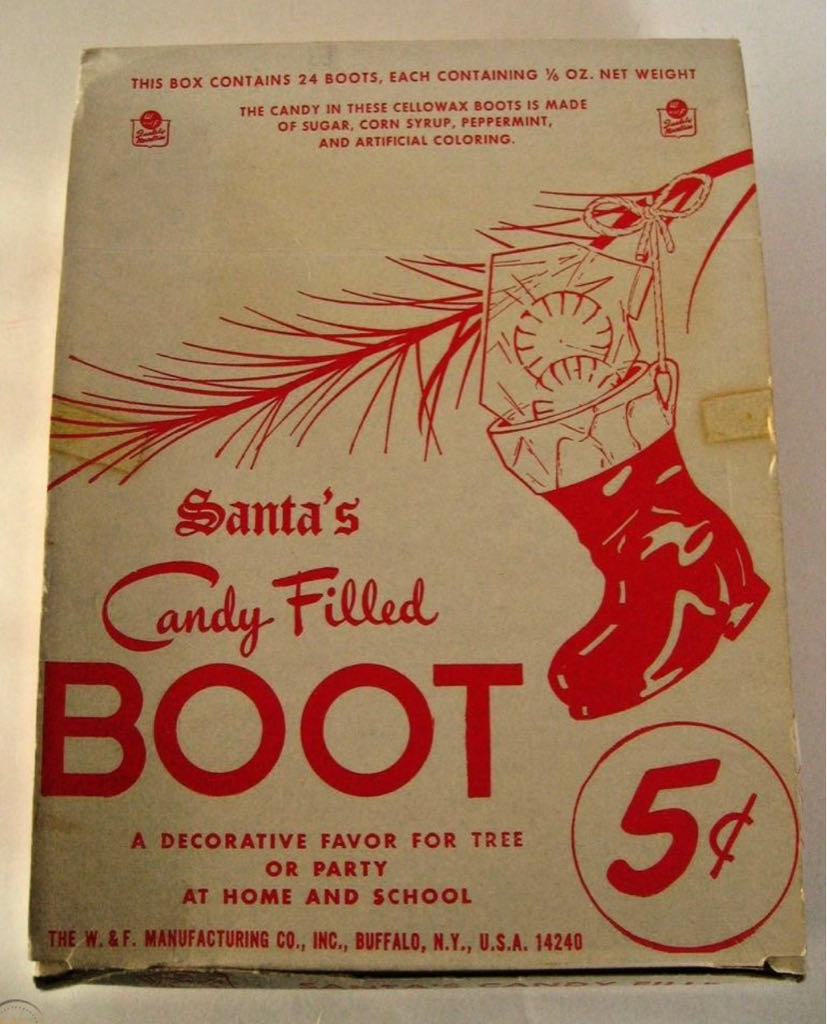 THIS BOX CONTAINS 24 BOOTS, EACH CONTAINING ⅛ OZ. NET WEIGHT
THE CANDY IN THESE CELLOWAX BOOTS IS MADE
OF SUGAR, CORN SYRUP, PEPPERMINT,
AND ARTIFICIAL COLORING.
Santa's
Candy Filled
BOOT
5¢
A DECORATIVE FAVOR FOR TREE
OR PARTY
AT HOME AND SCHOOL
THE W. & F. MANUFACTURING CO., INC., BUFFALO, N.Y., U.S.A. 14240